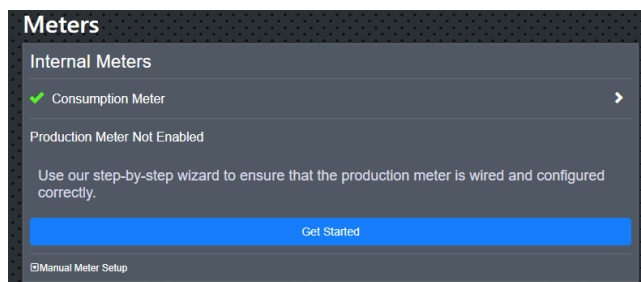 Meters
Internal Meters
Consumption Meter
Production Meter Not Enabled
Use our step-by-step wizard to ensure that the production meter is wired and configured
correctly.
Get Started
Manual Meter Setup